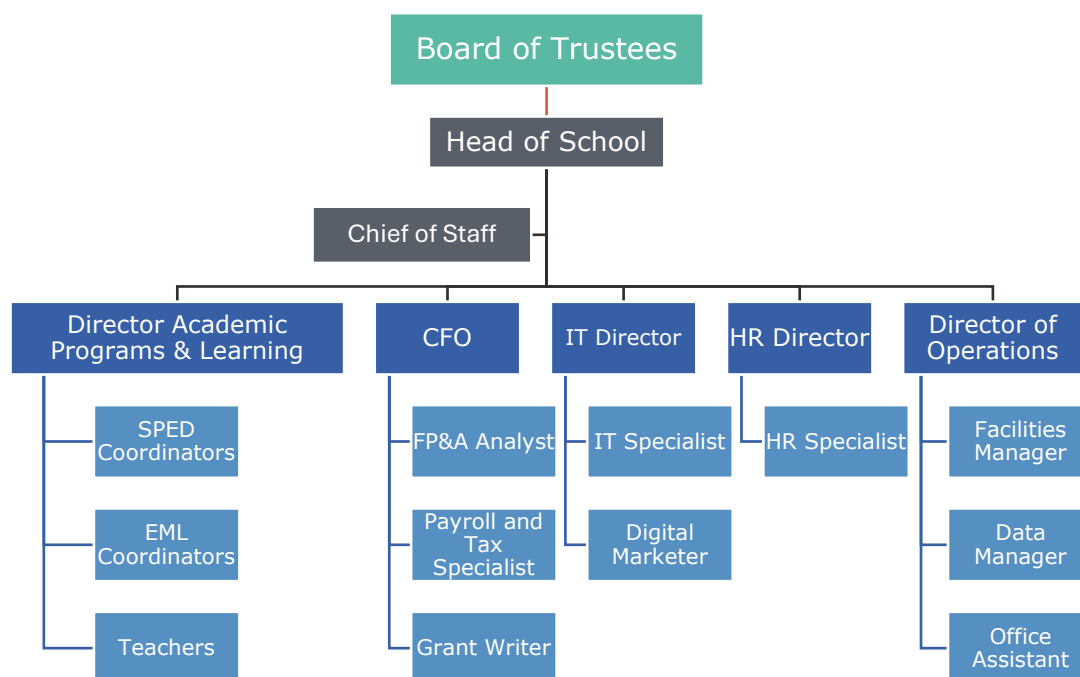 Board of Trustees
Head of School
Chief of Staff
Director Academic
Programs & Learning
CFO
IT Director
HR Director
Director of
Operations
SPED
Coordinators
FP&A Analyst
IT Specialist
HR Specialist
Facilities
Manager
EML
Coordinators
Payroll and
Tax
Specialist
Digital
Marketer
Data
Manager
Teachers
Grant Writer
Office
Assistant